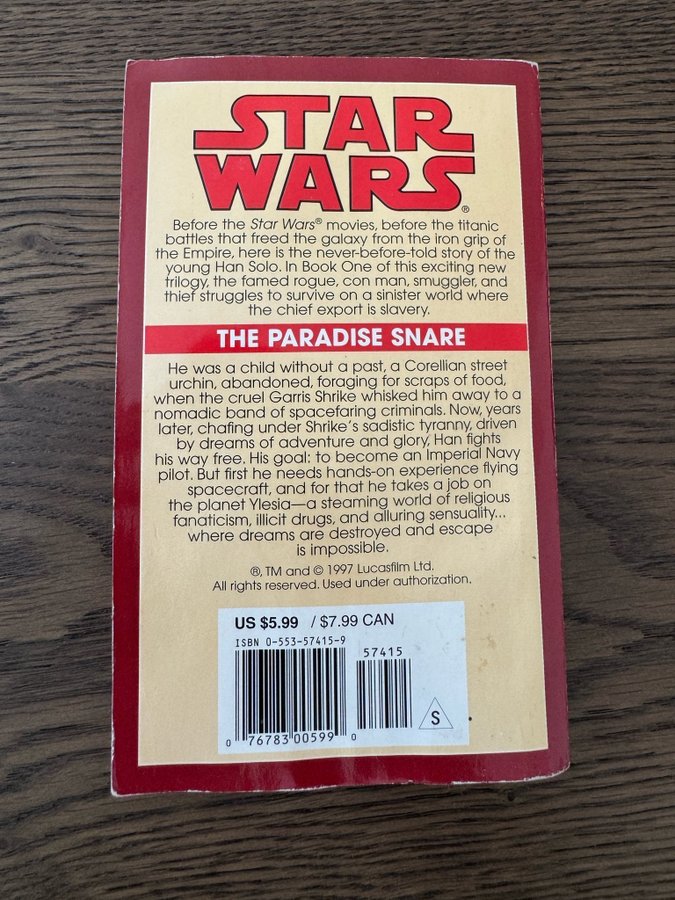 STAR
WARS®
Before the Star Wars® movies, before the titanic
battles that freed the galaxy from the iron grip of
the Empire, here is the never-before-told story of the
young Han Solo. In Book One of this exciting new
trilogy, the famed rogue, con man, smuggler, and
thief struggles to survive on a sinister world where
the chief export is slavery.
THE PARADISE SNARE
He was a child without a past, a Corellian street
urchin, abandoned, foraging for scraps of food,
when the cruel Garris Shrike whisked him away to a
nomadic band of spacefaring criminals. Now, years
later, chafing under Shrike's sadistic tyranny, driven
by dreams of adventure and glory, Han fights
his way free. His goal: to become an Imperial Navy
pilot. But first he needs hands-on experience flying
spacecraft, and for that he takes a job on
the planet Ylesia—a steaming world of religious
fanaticism, illicit drugs, and alluring sensuality...
where dreams are destroyed and escape
is impossible.
®, TM and © 1997 Lucasfilm Ltd.
All rights reserved. Used under authorization.
US $5.99 / $7.99 CAN
ISBN 0-553-57415-9
57415
S
0 76783 00599 0